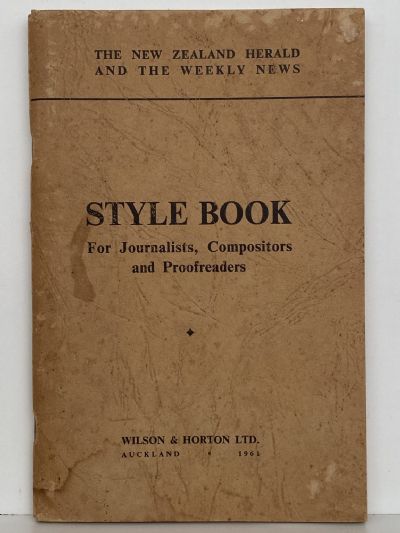 THE NEW ZEALAND HERALD
AND THE WEEKLY NEWS
STYLE BOOK
For Journalists, Compositors
and Proofreaders
WILSON & HORTON LTD.
AUCKLAND • 1961